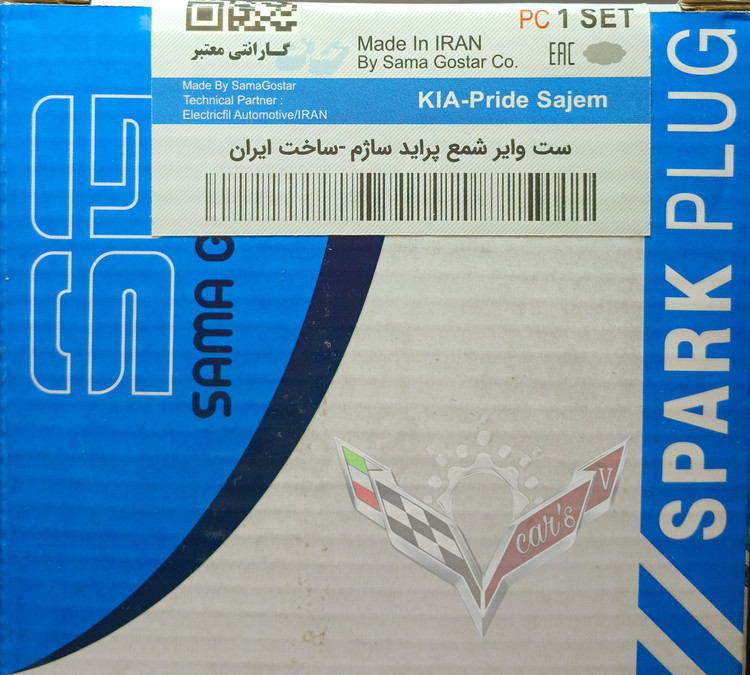 PC 1 SET
گارانتی معتبر
Made In IRAN
By Sama Gostar Co.
EAC
Made By SamaGostar
Technical Partner :
Electricfil Automotive/IRAN
KIA-Pride Sajem
ست وایر شمع پراید ساژم -ساخت ایران
SG
SAMA G
SPARK PLUG
car's
V